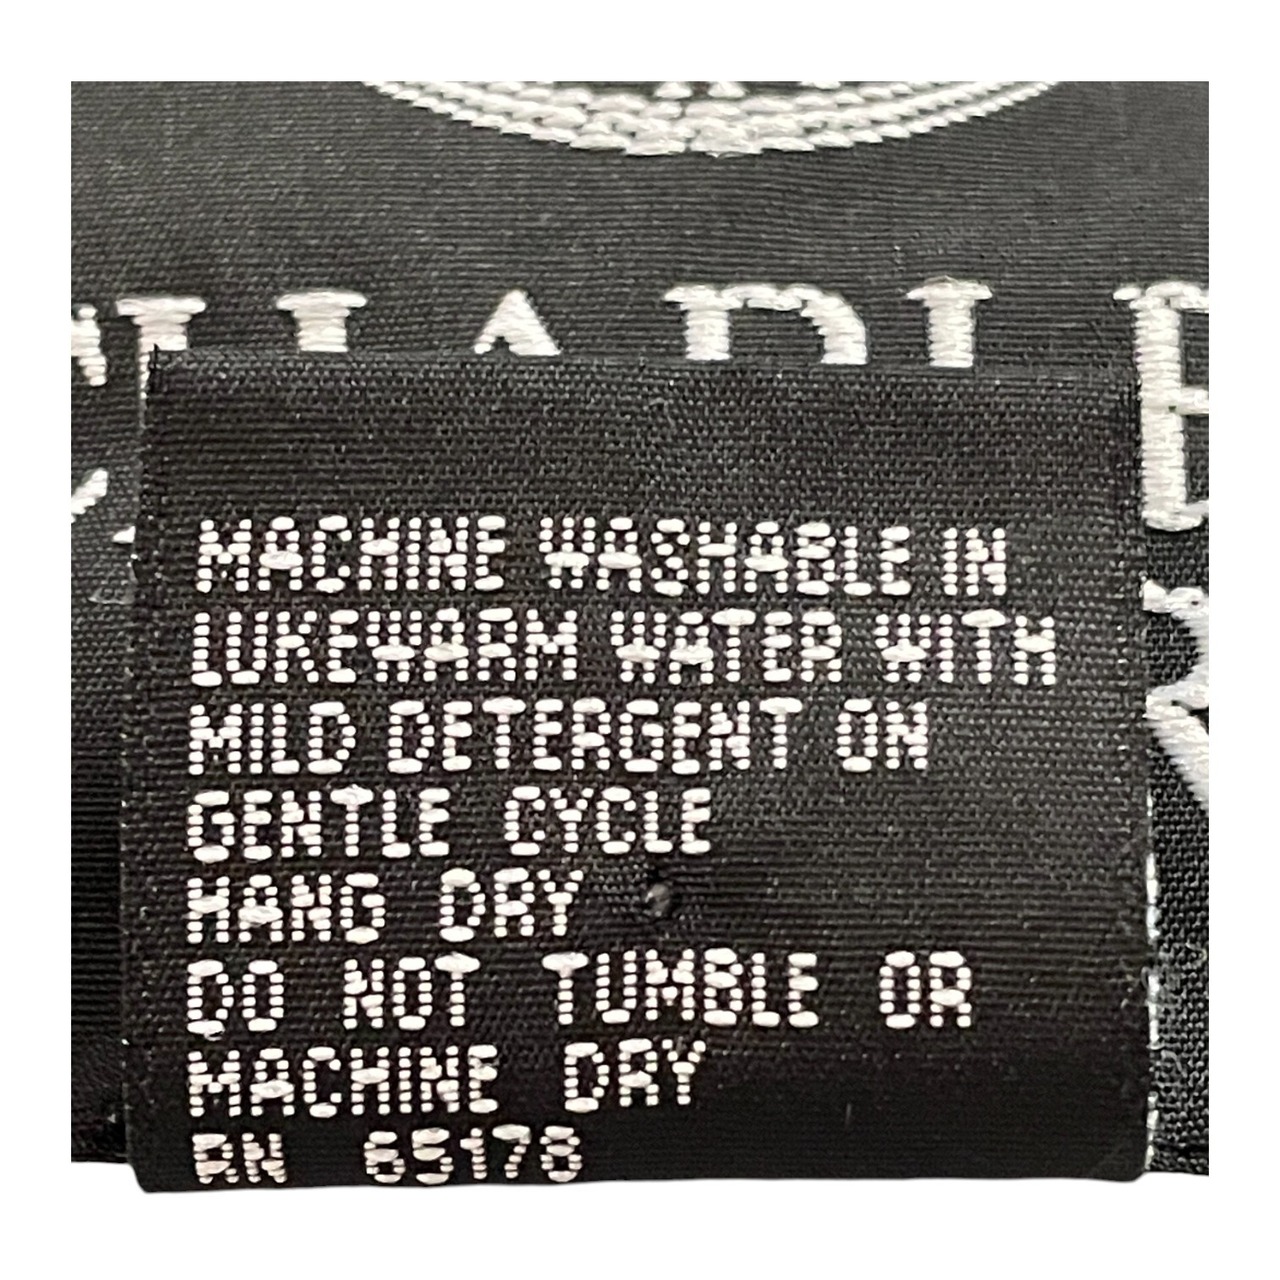 MACHINE WASHABLE IN
LUKEWARM WATER WITH
MILD DETERGENT ON
GENTLE CYCLE
HANG DRY
DO NOT TUMBLE OR
MACHINE DRY
RN 65178